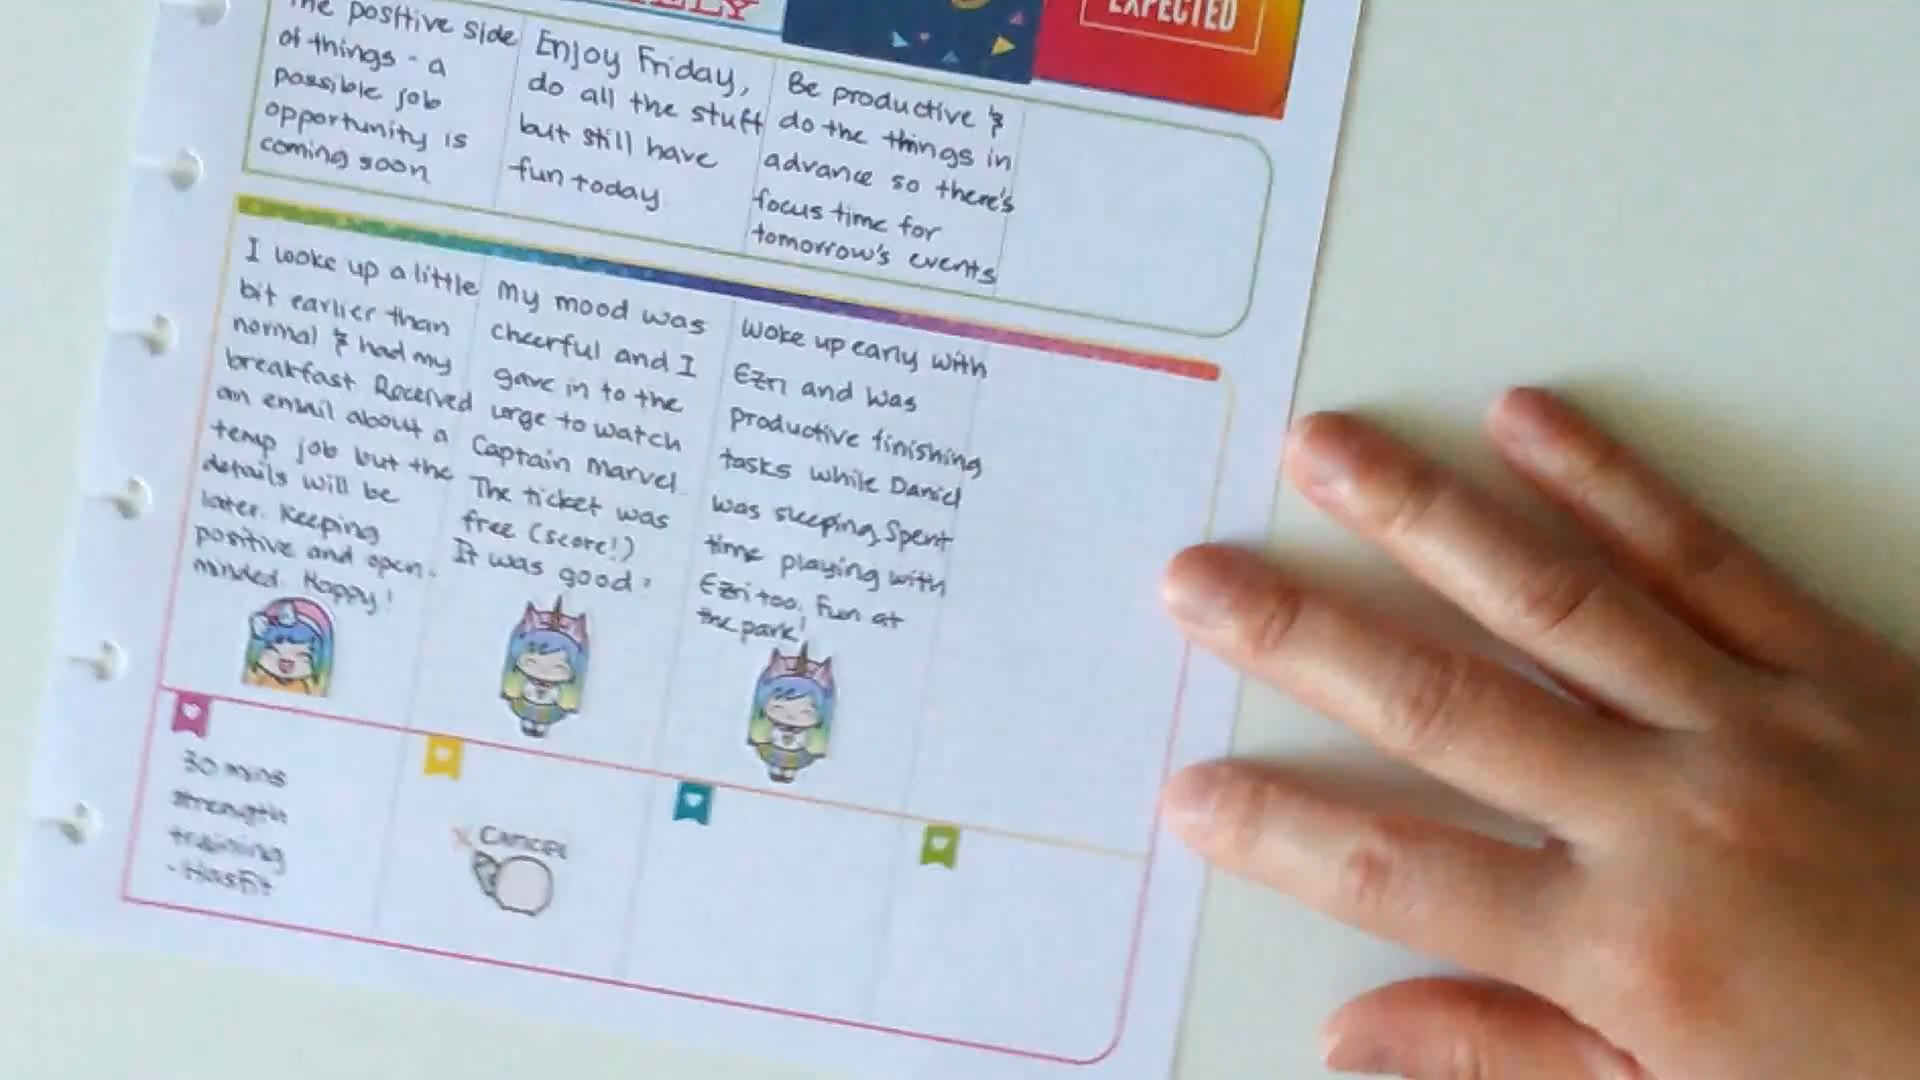 ELY
EXPECTED
the positive side
of things - a
possible job
opportunity is
coming soon
Enjoy Friday,
do all the stuff
but still have
fun today
Be productive &
do the things in
advance so there's
focus time for
tomorrow's events
I woke up a little
bit earlier than
normal & had my
breakfast. Received
an email about a
temp job but the
details will be
later. Keeping
positive and open-
minded. Happy!
My mood was
cheerful and I
gave in to the
urge to watch
Captain Marvel.
The ticket was
free (score!)
It was good!
Woke up early with
Ezri and was
productive finishing
tasks while Daniel
was sleeping. Spent
time playing with
Ezri too. Fun at
the park!
30 mins
strength
training
- HasFit
CANCEL